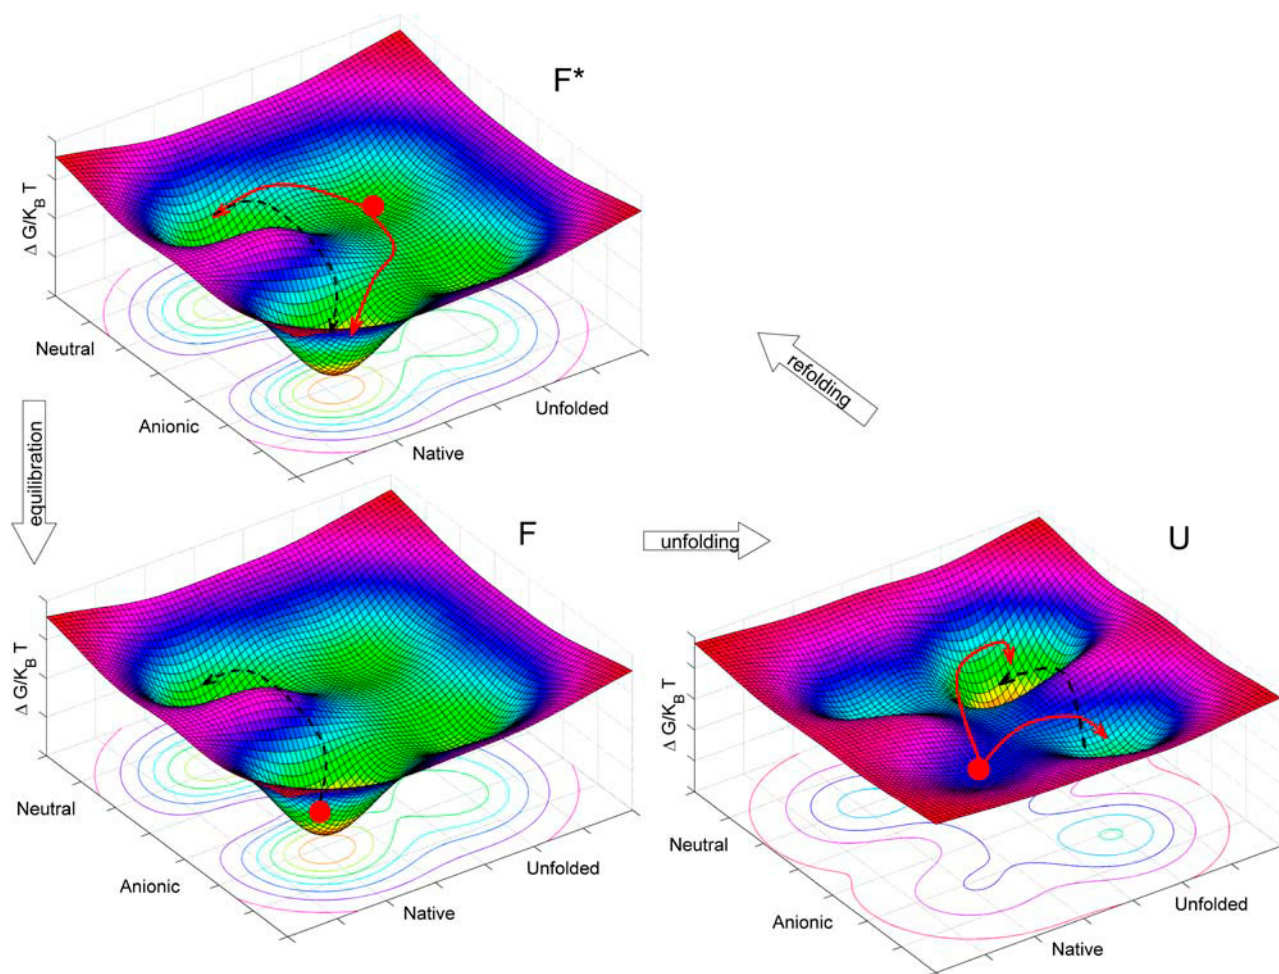 F*
Δ G/K_B T
Neutral
Anionic
Native
Unfolded
refolding
equilibration
F
unfolding
U
Δ G/K_B T
Neutral
Anionic
Native
Unfolded
Δ G/K_B T
Neutral
Anionic
Native
Unfolded